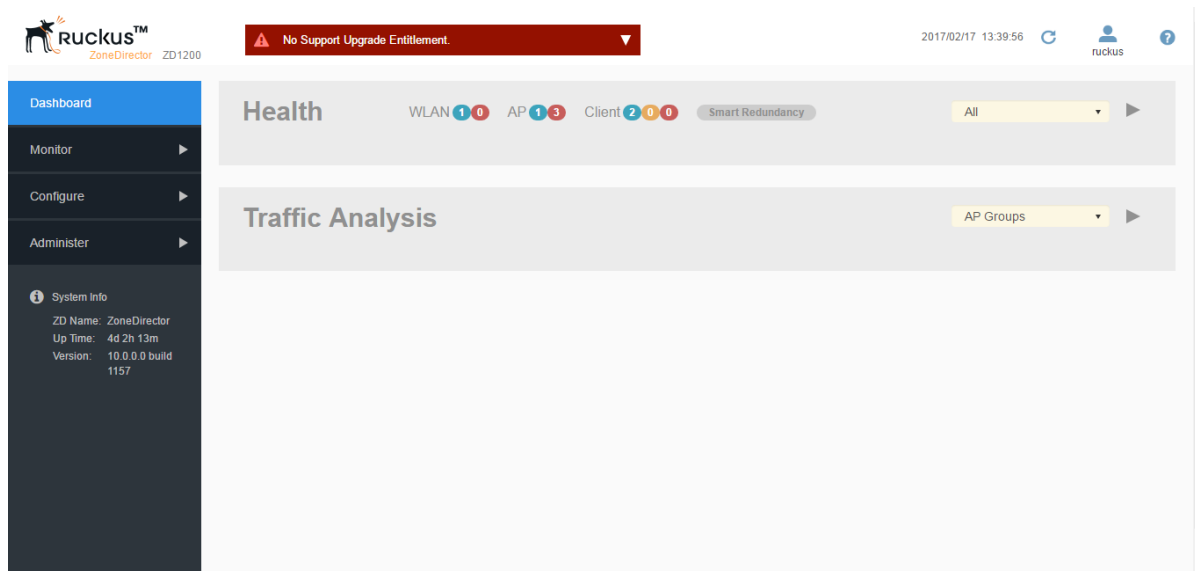 Ruckus™
ZoneDirector ZD1200
No Support Upgrade Entitlement.
2017/02/17 13:39:56
ruckus
Dashboard
Monitor
Configure
Administer
System Info
ZD Name: ZoneDirector
Up Time: 4d 2h 13m
Version: 10.0.0.0 build
1157
Health
WLAN 1 0 AP 1 3 Client 2 0 0 Smart Redundancy
All
Traffic Analysis
AP Groups